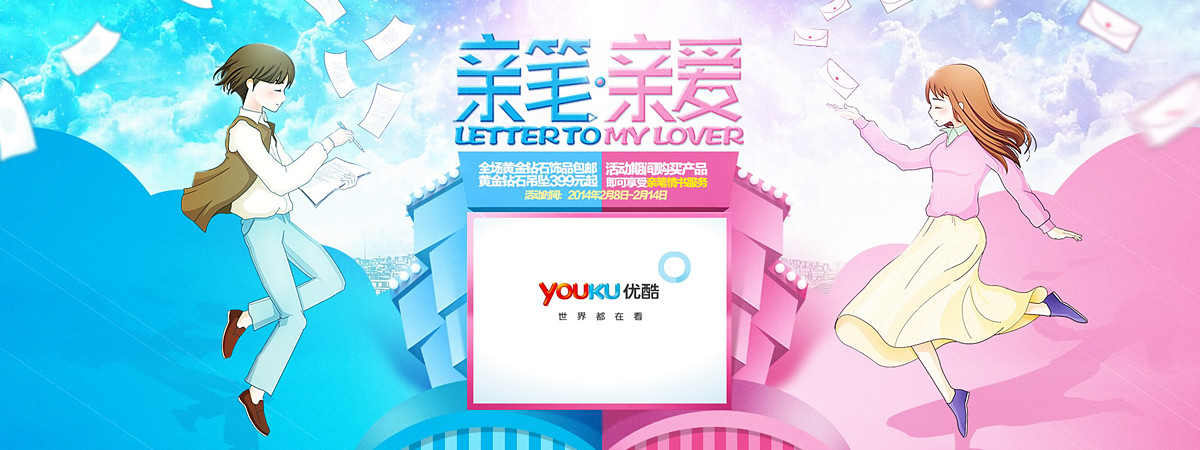 亲笔·亲爱
LETTER TO MY LOVER
全场黄金钻石饰品包邮
黄金钻石吊坠399元起
活动期间购买产品
即可享受亲笔情书服务
活动时间：2014年2月8日-2月14日
YOUKU 优酷
世界都在看